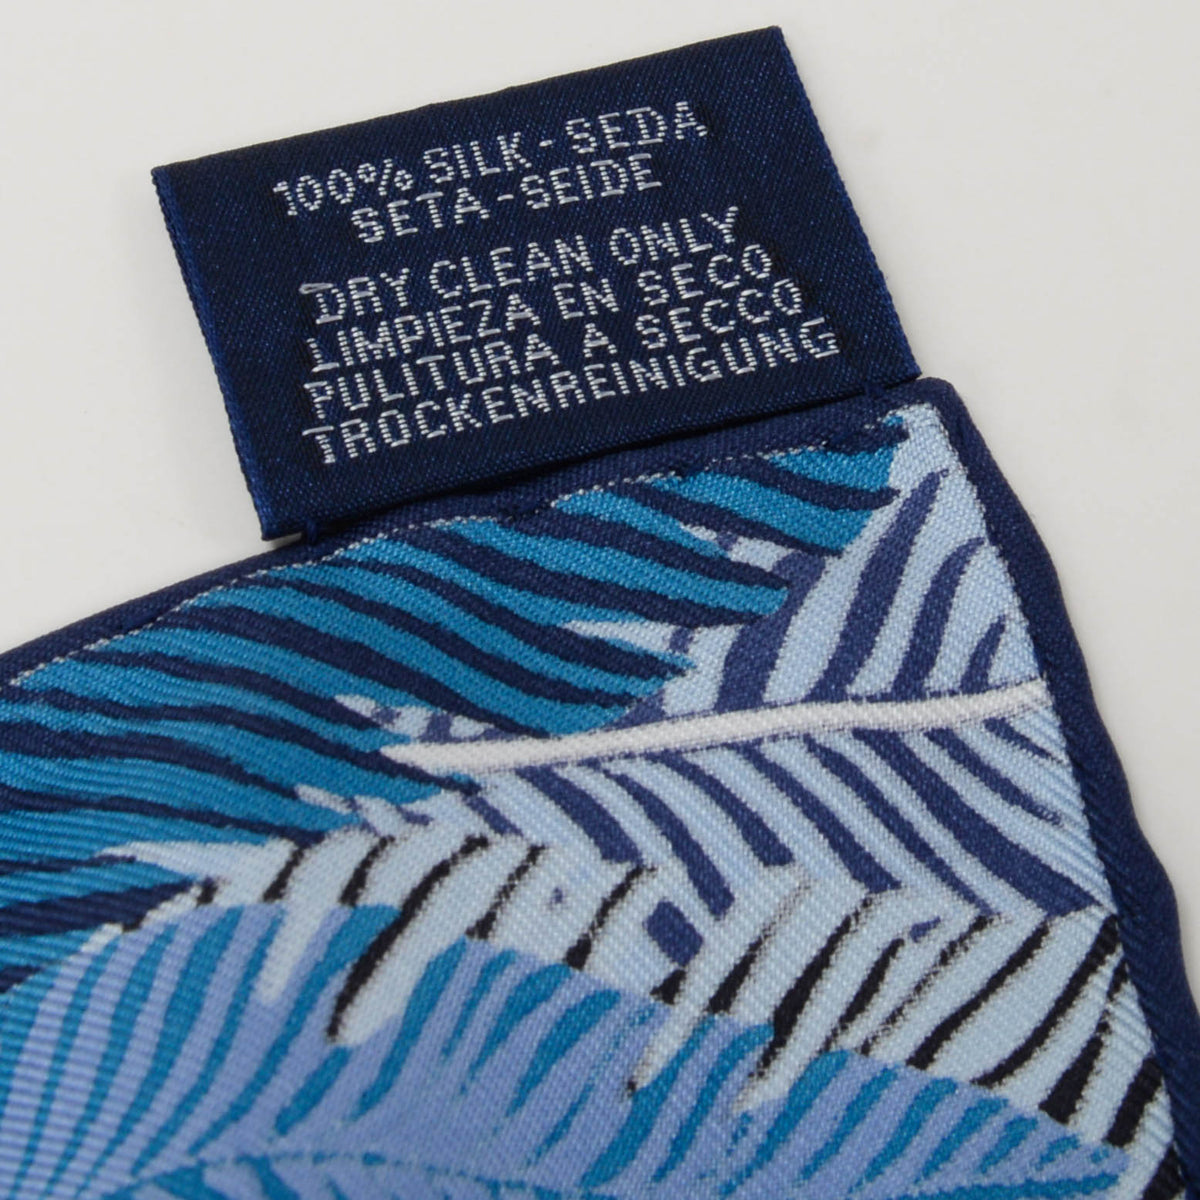 100% SILK - SEDA
SETA - SEIDE
DRY CLEAN ONLY
LIMPIEZA EN SECO
PULITURA A SECCO
TROCKENREINIGUNG